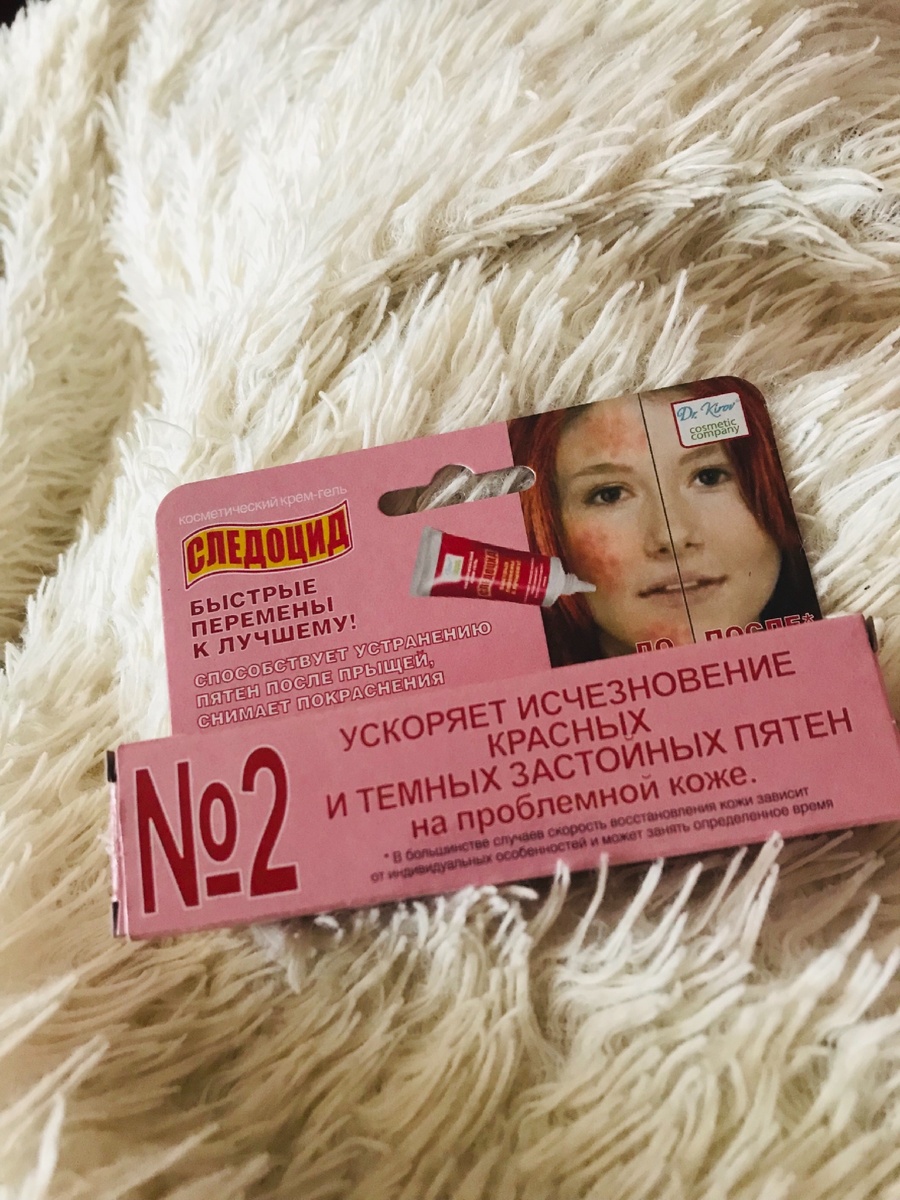 косметический крем-гель
СЛЕДОЦИД
БЫСТРЫЕ
ПЕРЕМЕНЫ
К ЛУЧШЕМУ!
СПОСОБСТВУЕТ УСТРАНЕНИЮ
ПЯТЕН ПОСЛЕ ПРЫЩЕЙ,
СНИМАЕТ ПОКРАСНЕНИЯ
СЛЕДОЦИД
Dr. Kirov
cosmetic
company
ДО ПОСЛЕ*
№2
УСКОРЯЕТ ИСЧЕЗНОВЕНИЕ
КРАСНЫХ
И ТЕМНЫХ ЗАСТОЙНЫХ ПЯТЕН
на проблемной коже.
* В большинстве случаев скорость восстановления кожи зависит
от индивидуальных особенностей и может занять определенное время